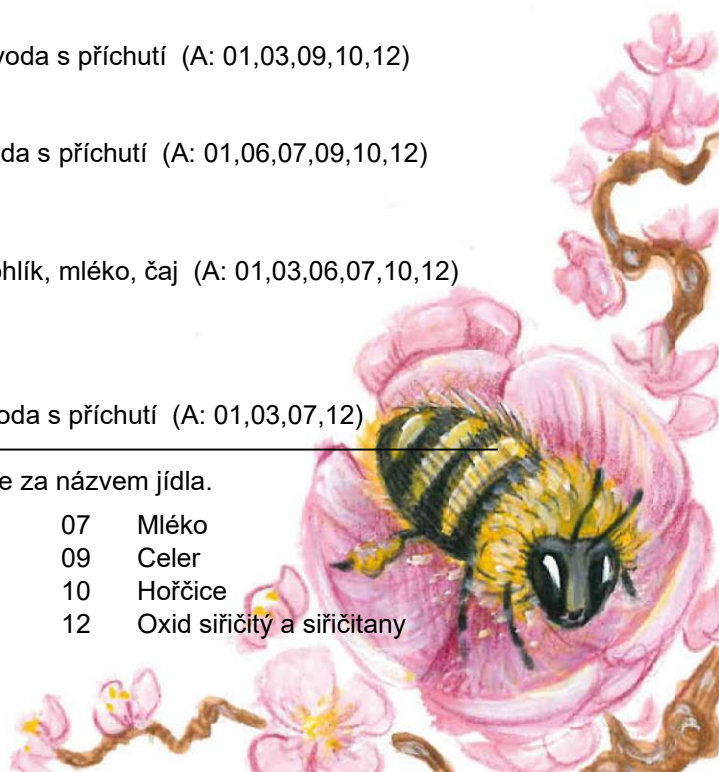 voda s příchutí (A: 01,03,09,10,12)
da s příchutí (A: 01,06,07,09,10,12)
hlík, mléko, čaj (A: 01,03,06,07,10,12)
oda s příchutí (A: 01,03,07,12)
e za názvem jídla.
07 Mléko
09 Celer
10 Hořčice
12 Oxid siřičitý a siřičitany